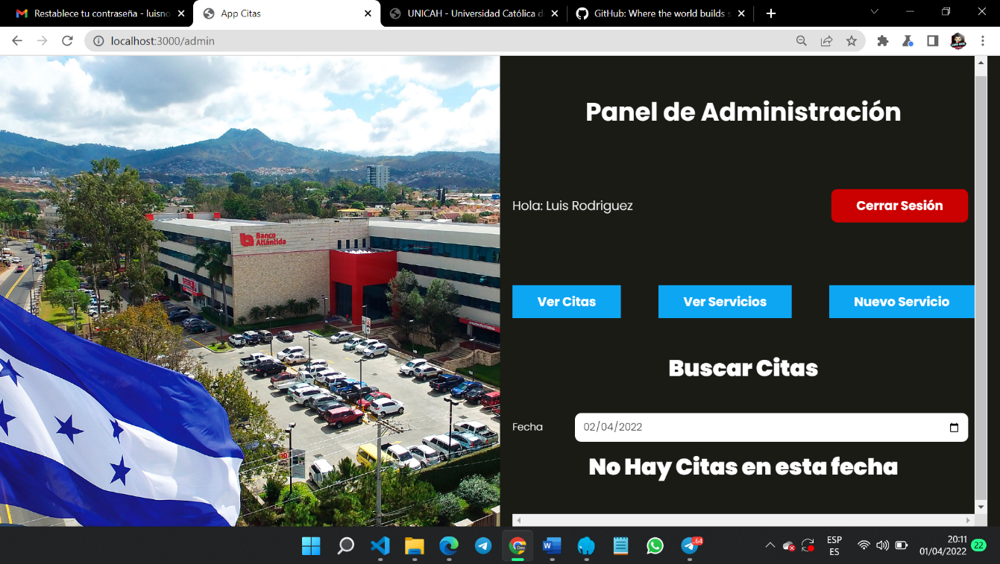 Restablece tu contraseña - luisno
App Citas
UNICAH - Universidad Católica d
GitHub: Where the world builds s
localhost:3000/admin
Panel de Administración
Hola: Luis Rodriguez
Cerrar Sesión
Banco
Atlántida
Ver Citas
Ver Servicios
Nuevo Servicio
Buscar Citas
Fecha
02/04/2022
No Hay Citas en esta fecha
Dev
W
64
ESP
ES
20:11
01/04/2022
22